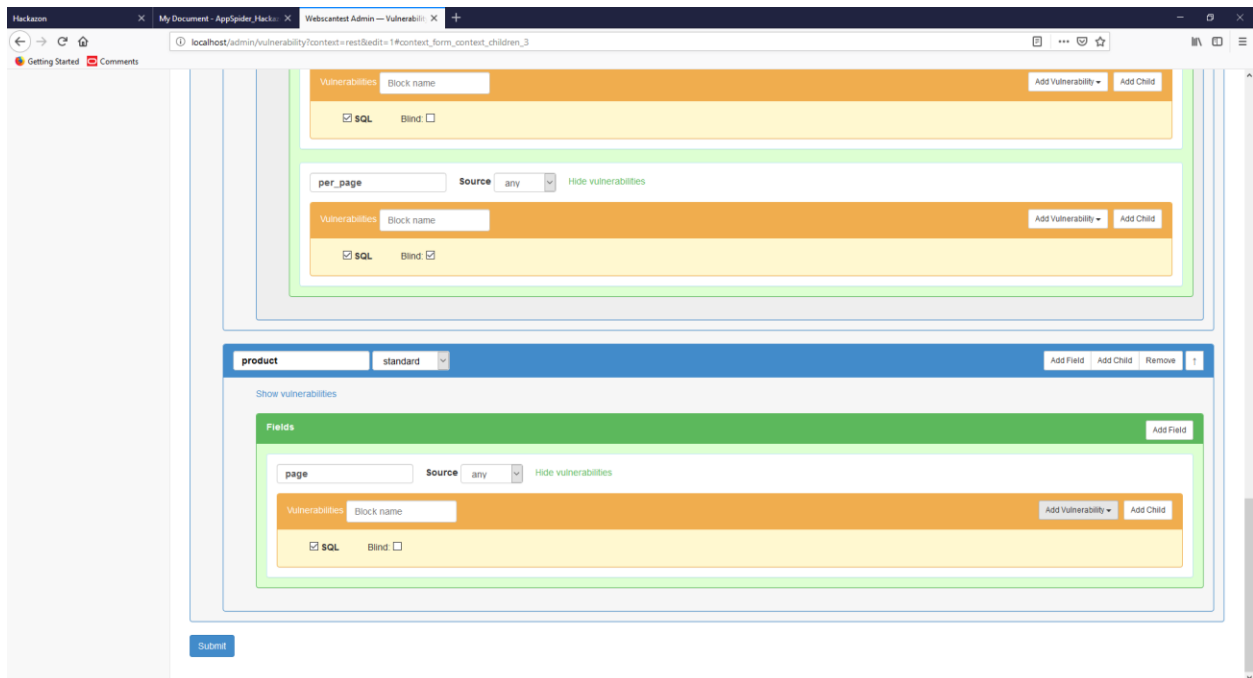 Hackazon
My Document - AppSpider_Hackaz
Webscantest Admin — Vulnerabilit
localhost/admin/vulnerability?context=rest&edit=1#context_form_context_children_3
Getting Started Comments
Vulnerabilities Block name Add Vulnerability Add Child
SQL Blind:
per_page Source any Hide vulnerabilities
Vulnerabilities Block name Add Vulnerability Add Child
SQL Blind:
product standard Add Field Add Child Remove ↑
Show vulnerabilities
Fields Add Field
page Source any Hide vulnerabilities
Vulnerabilities Block name Add Vulnerability Add Child
SQL Blind:
Submit